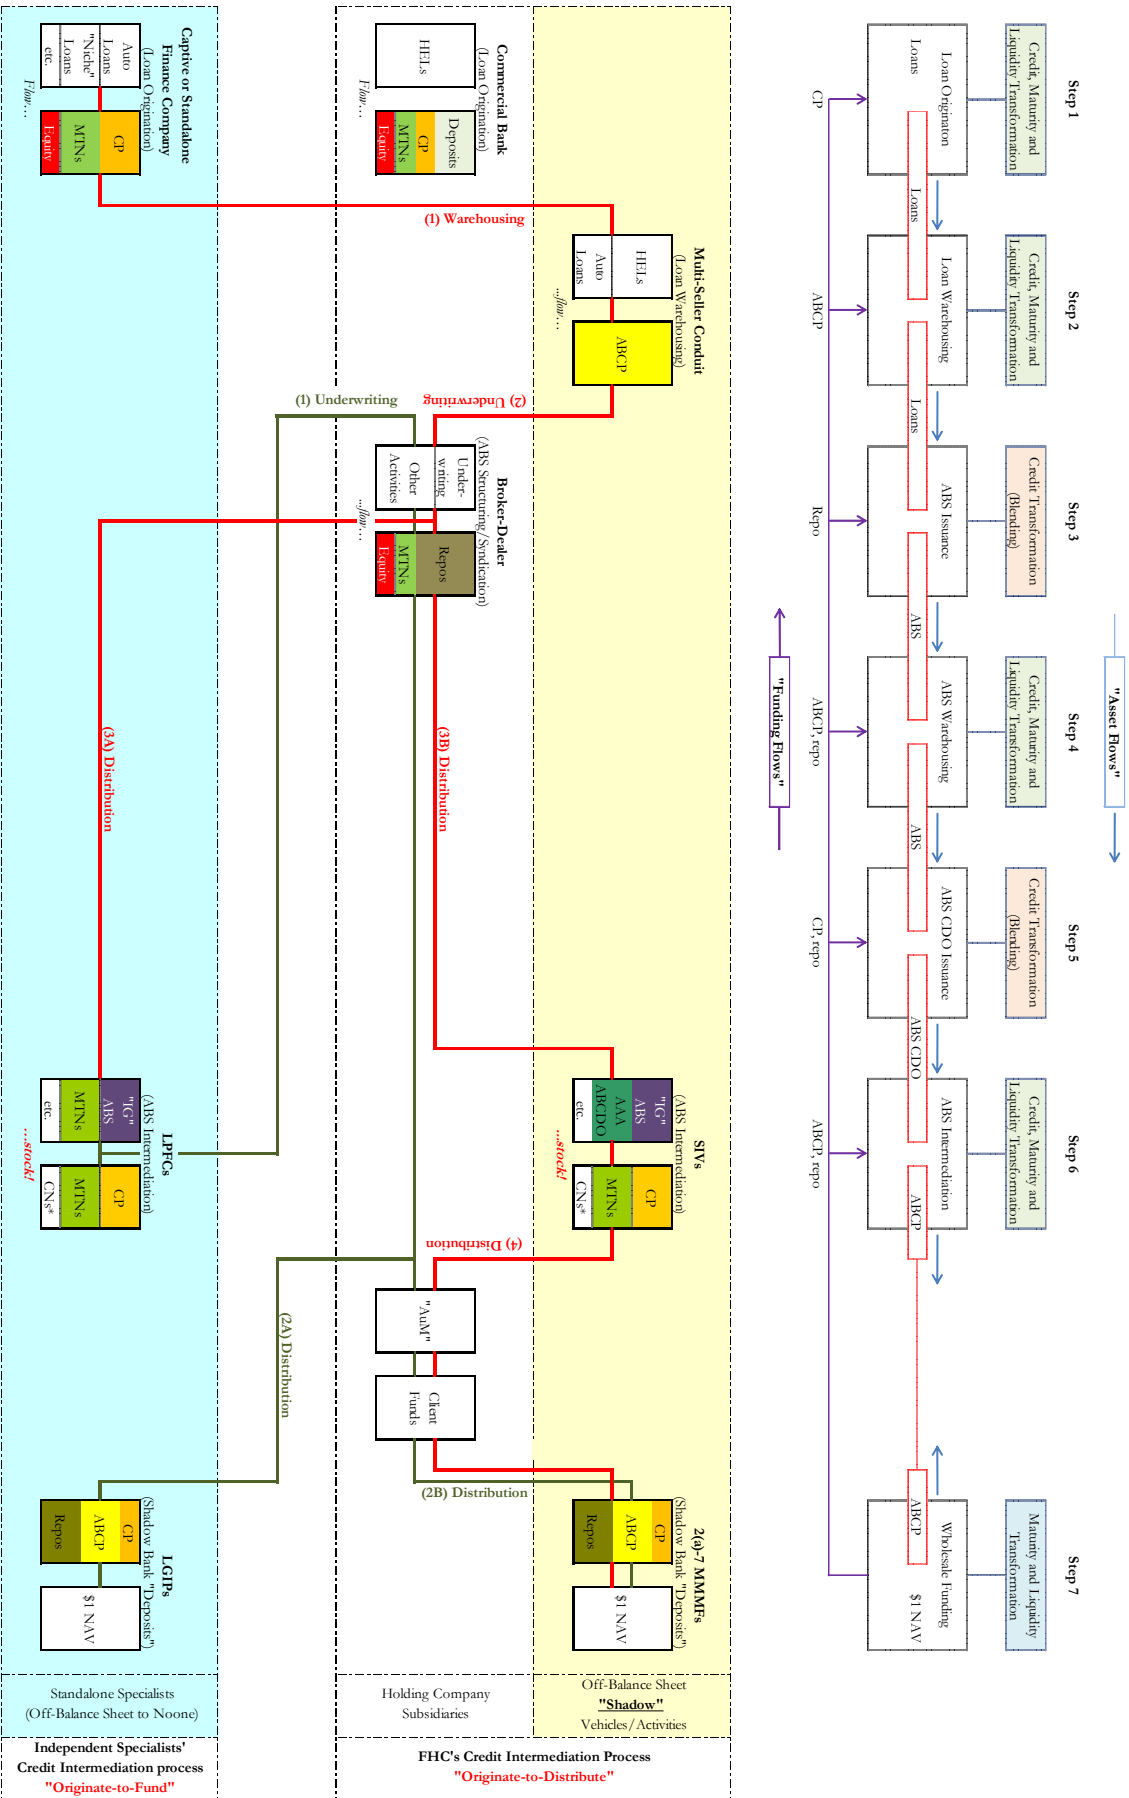 Step 1
Step 2
Step 3
Step 4
Step 5
Step 6
Step 7
"Asset Flows"
Credit, Maturity and
Liquidity Transformation
Credit, Maturity and
Liquidity Transformation
Credit Transformation
(Blending)
Credit, Maturity and
Liquidity Transformation
Credit Transformation
(Blending)
Credit, Maturity and
Liquidity Transformation
Maturity and Liquidity
Transformation
Loan Originaton
Loans
Loans
Loan Warehousing
Loans
ABS Issuance
ABS
ABS Warehousing
ABS
ABS CDO Issuance
ABS CDO
ABS Intermediation
ABCP
ABCP
Wholesale Funding
$1 NAV
CP
ABCP
Repo
ABCP, repo
CP, repo
ABCP, repo
"Funding Flows"
Multi-Seller Conduit
(Loan Warehousing)
HELs
Auto
Loans
ABCP
...flow…
SIVs
(ABS Intermediation)
"IG"
ABS
AAA
ABCDO
etc.
CP
MTNs
CNs*
...stock!
2(a)-7 MMMFs
(Shadow Bank "Deposits")
CP
ABCP
Repos
$1 NAV
Off-Balance Sheet
"Shadow"
Vehicles/Activities
(1) Warehousing
(2) Underwriting
(1) Underwriting
(3B) Distribution
(3A) Distribution
(4) Distribution
(2B) Distribution
(2A) Distribution
Commercial Bank
(Loan Origination)
HELs
Deposits
CP
MTNs
Equity
Flow…
Broker-Dealer
(ABS Structuring/Syndication)
Under-
writing
Other
Activities
Repos
MTNs
Equity
...flow…
"AuM"
Client
Funds
Holding Company
Subsidiaries
FHC's Credit Intermediation Process
"Originate-to-Distribute"
Captive or Standalone
Finance Company
(Loan Origination)
Auto
Loans
"Niche"
Loans
etc.
CP
MTNs
Equity
Flow…
LPFCs
(ABS Intermediation)
"IG"
ABS
MTNs
etc.
CP
MTNs
CNs*
...stock!
LGIPs
(Shadow Bank "Deposits")
CP
ABCP
Repos
$1 NAV
Standalone Specialists
(Off-Balance Sheet to Noone)
Independent Specialists'
Credit Intermediation process
"Originate-to-Fund"